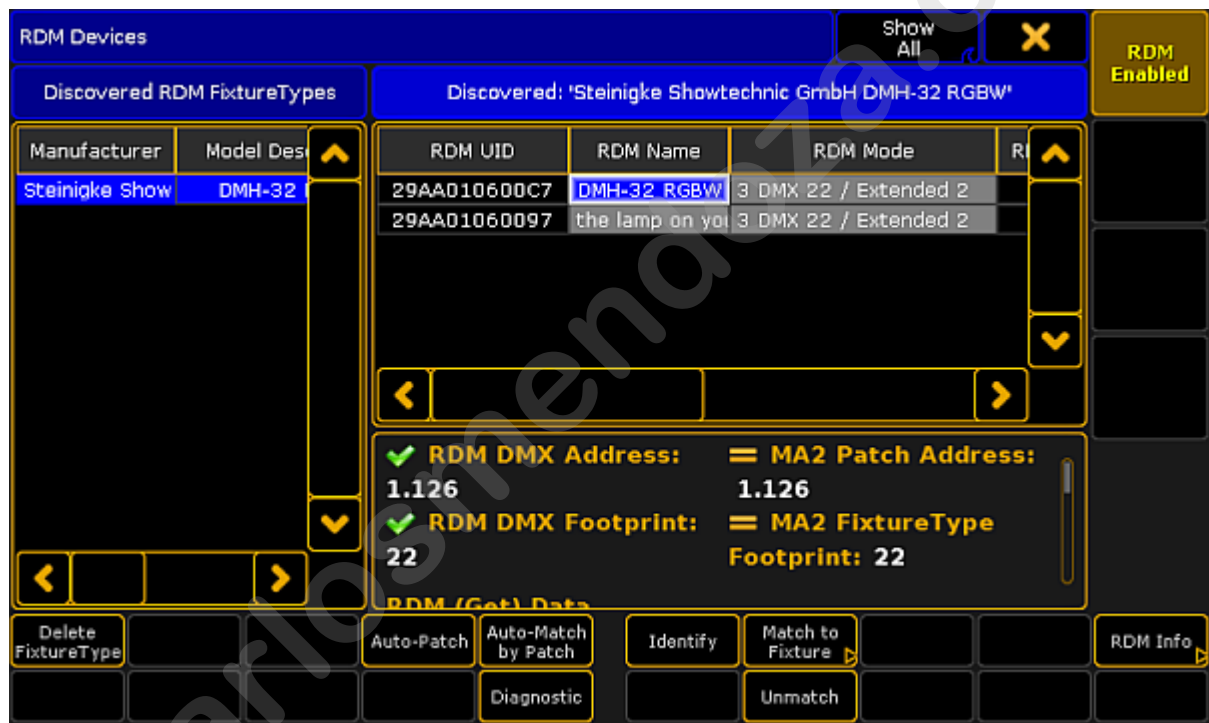 RDM Devices
Show
All
RDM
Enabled
Discovered RDM FixtureTypes
Discovered: 'Steinigke Showtechnic GmbH DMH-32 RGBW'
Manufacturer
Model Des
RDM UID
RDM Name
RDM Mode
Steinigke Show
DMH-32
29AA010600C7
DMH-32 RGBW
3 DMX 22 / Extended 2
29AA01060097
the lamp on you
3 DMX 22 / Extended 2
RDM DMX Address:
MA2 Patch Address:
1.126
1.126
RDM DMX Footprint:
MA2 FixtureType
22
Footprint: 22
RDM (Get) Data
Delete
FixtureType
Auto-Patch
Auto-Match
by Patch
Identify
Match to
Fixture
RDM Info
Diagnostic
Unmatch